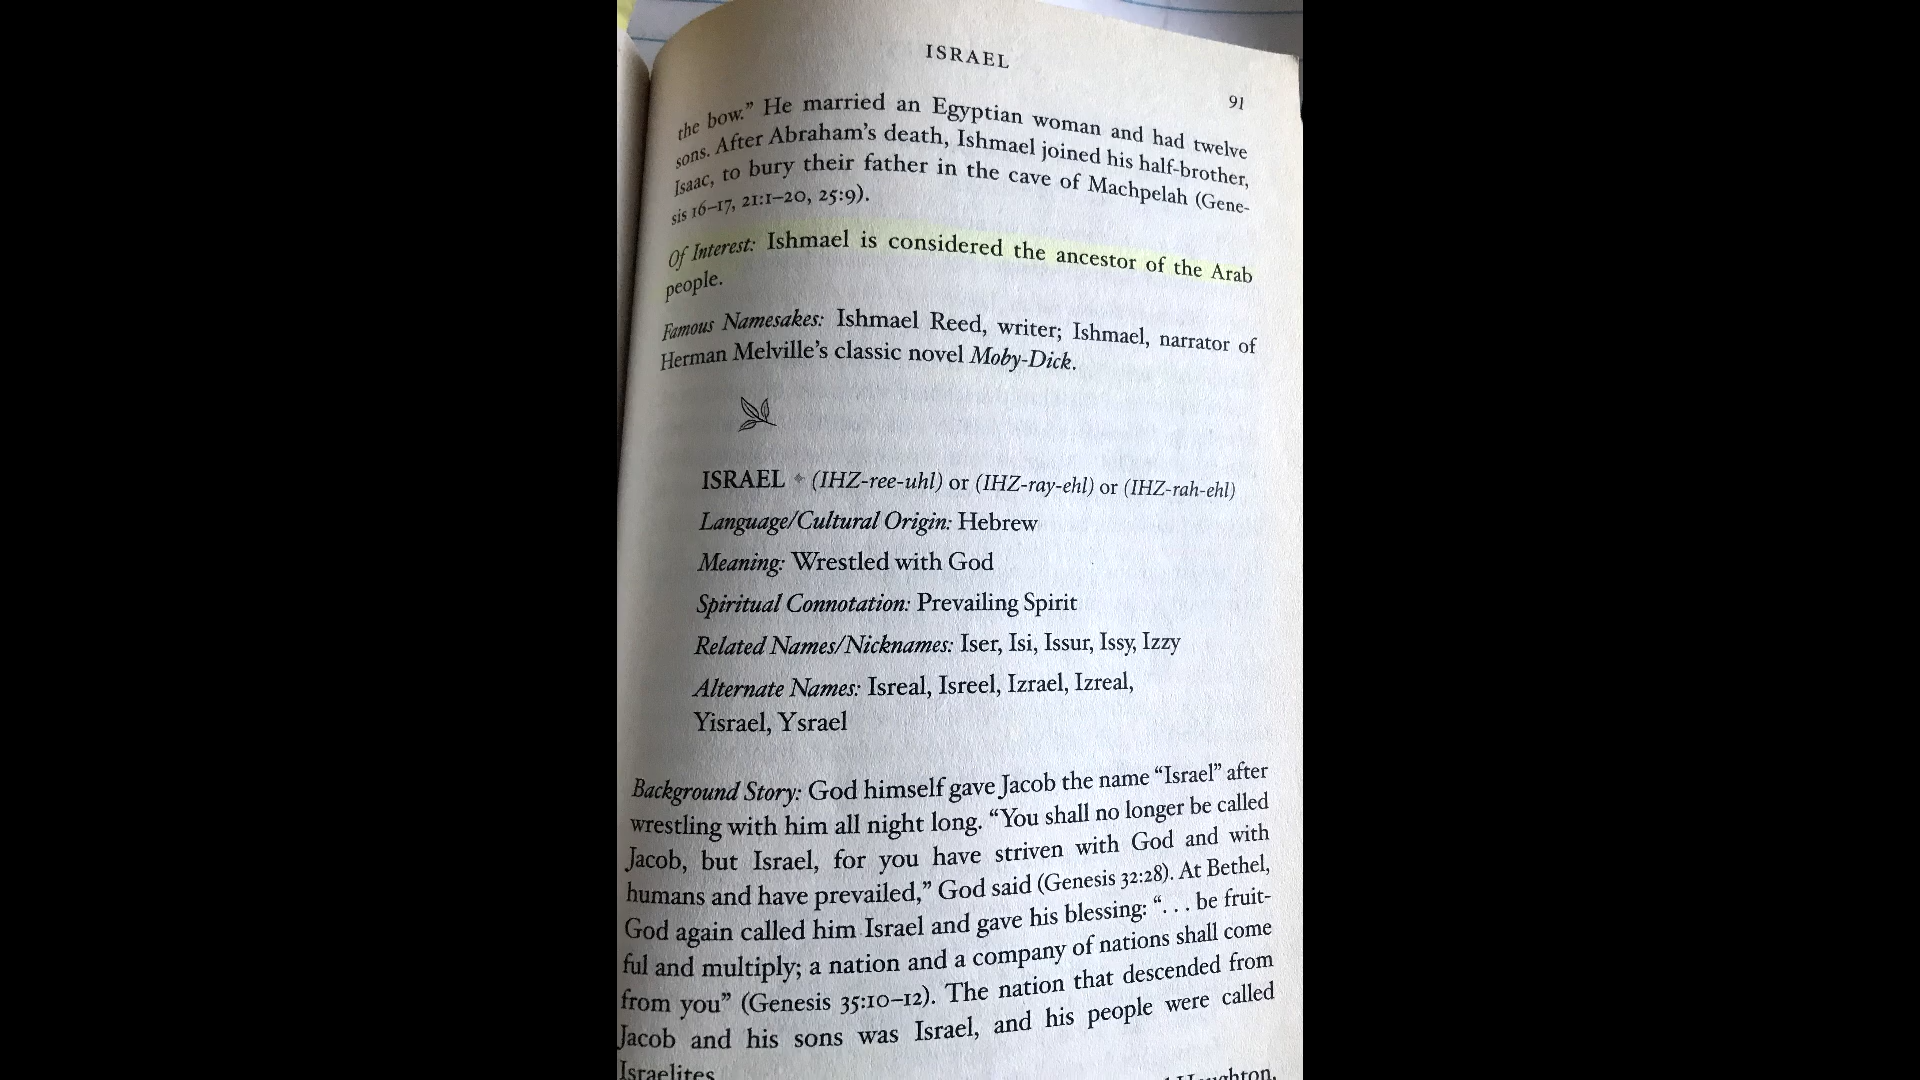 ISRAEL
91
the bow.” He married an Egyptian woman and had twelve
sons. After Abraham’s death, Ishmael joined his half-brother,
Isaac, to bury their father in the cave of Machpelah (Gene-
sis 16–17, 21:1–20, 25:9).
Of Interest: Ishmael is considered the ancestor of the Arab
people.
Famous Namesakes: Ishmael Reed, writer; Ishmael, narrator of
Herman Melville’s classic novel Moby-Dick.
ISRAEL ✦ (IHZ-ree-uhl) or (IHZ-ray-ehl) or (IHZ-rah-ehl)
Language/Cultural Origin: Hebrew
Meaning: Wrestled with God
Spiritual Connotation: Prevailing Spirit
Related Names/Nicknames: Iser, Isi, Issur, Issy, Izzy
Alternate Names: Isreal, Isreel, Izrael, Izreal,
Yisrael, Ysrael
Background Story: God himself gave Jacob the name “Israel” after
wrestling with him all night long. “You shall no longer be called
Jacob, but Israel, for you have striven with God and with
humans and have prevailed,” God said (Genesis 32:28). At Bethel,
God again called him Israel and gave his blessing: “. . . be fruit-
ful and multiply; a nation and a company of nations shall come
from you” (Genesis 35:10–12). The nation that descended from
Jacob and his sons was Israel, and his people were called
Israelites